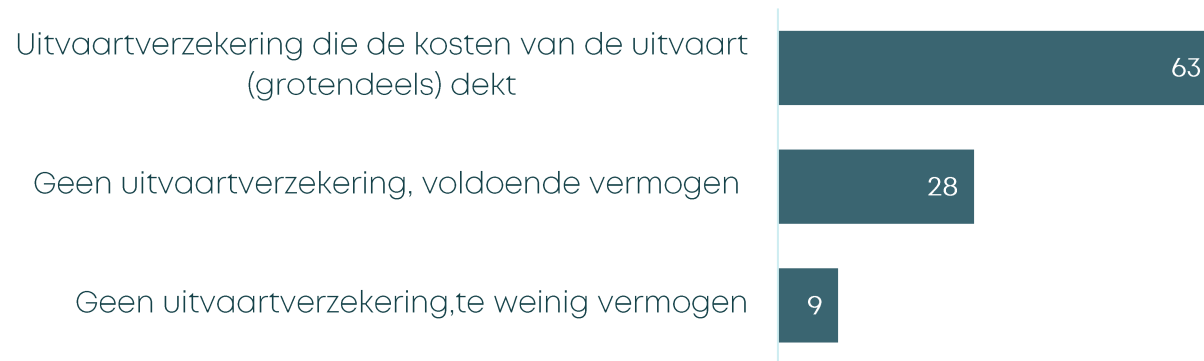 Uitvaartverzekering die de kosten van de uitvaart
(grotendeels) dekt
63
Geen uitvaartverzekering, voldoende vermogen
28
Geen uitvaartverzekering,te weinig vermogen
9